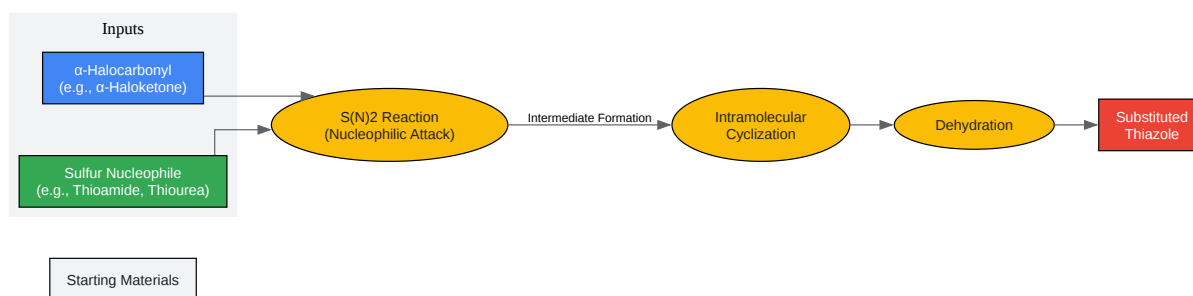 Inputs
α-Halocarbonyl
(e.g., α-Haloketone)
Sulfur Nucleophile
(e.g., Thioamide, Thiourea)
S(N)2 Reaction
(Nucleophilic Attack)
Intermediate Formation
Intramolecular
Cyclization
Dehydration
Substituted
Thiazole
Starting Materials